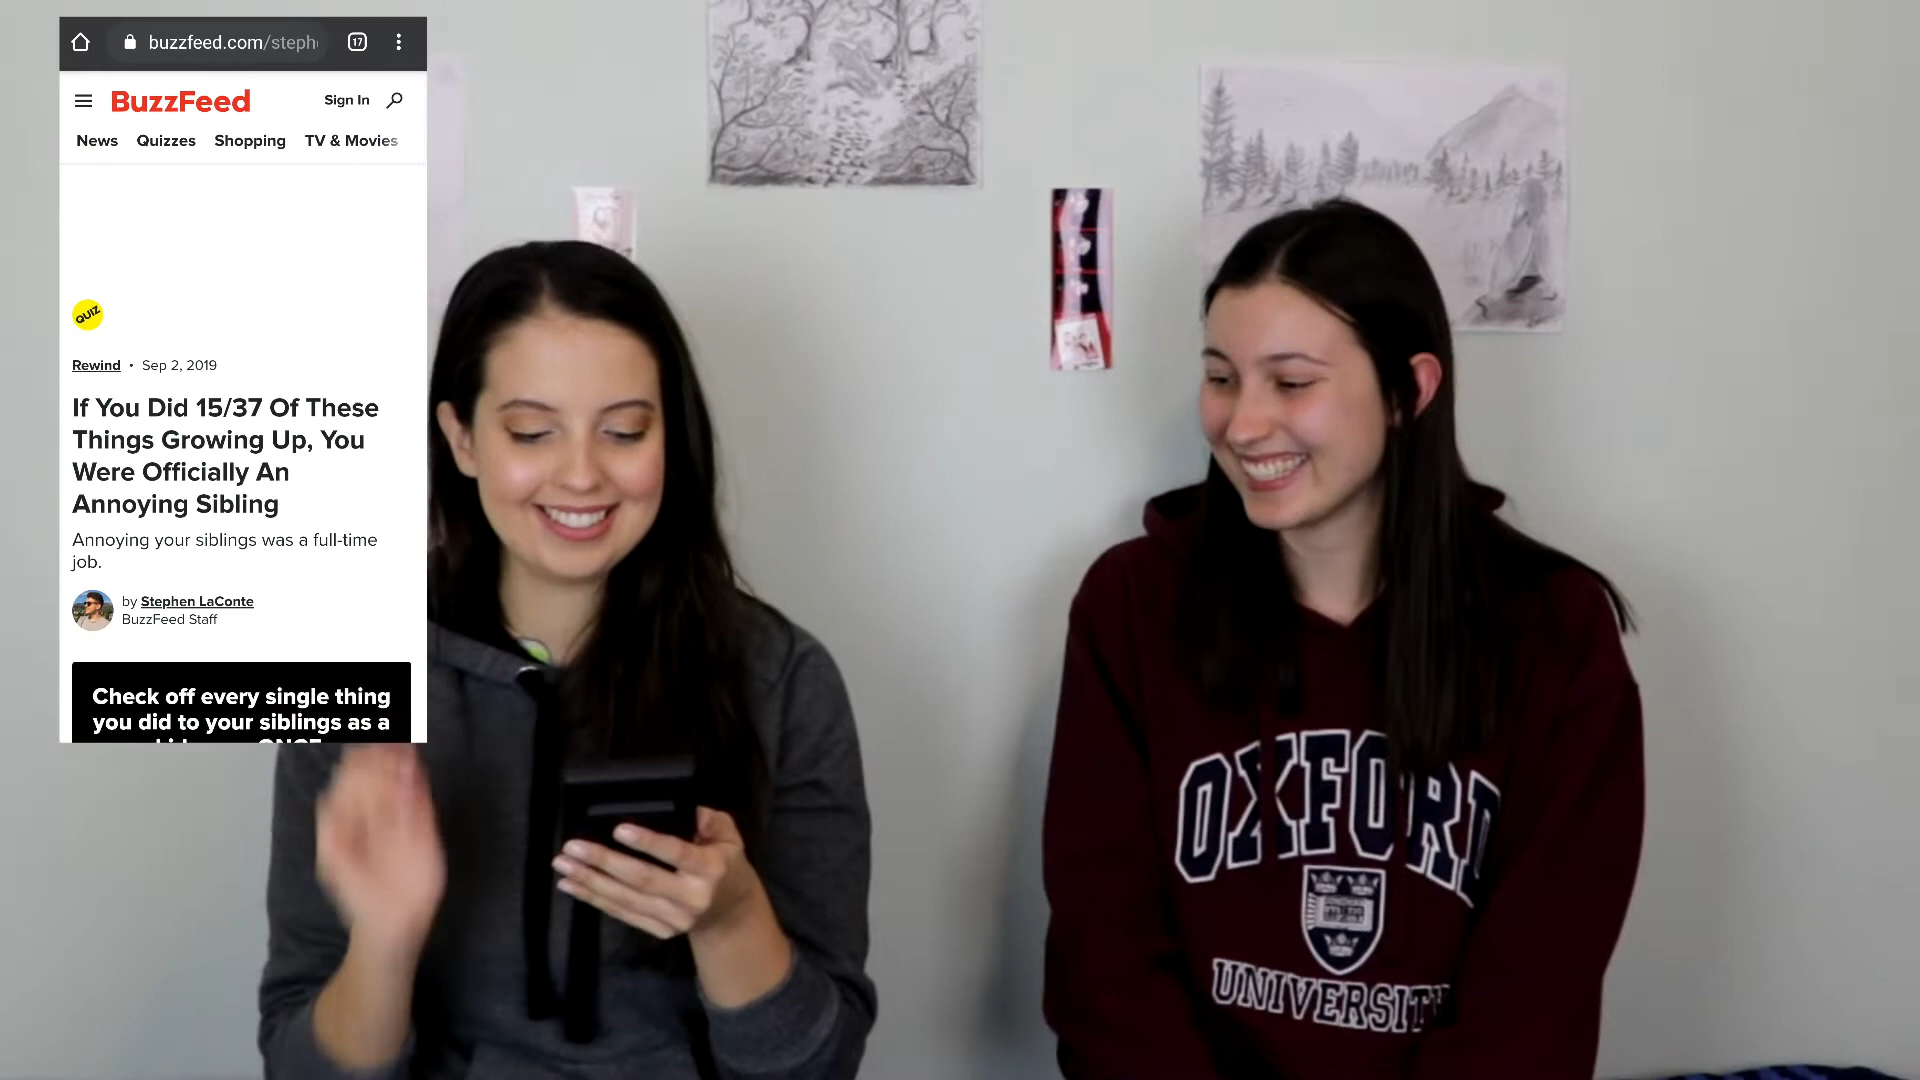 buzzfeed.com/steph
17
BuzzFeed
Sign In
News Quizzes Shopping TV & Movies
QUIZ
Rewind • Sep 2, 2019
If You Did 15/37 Of These
Things Growing Up, You
Were Officially An
Annoying Sibling
Annoying your siblings was a full-time
job.
by Stephen LaConte
BuzzFeed Staff
Check off every single thing
you did to your siblings as a
OXFORD
UNIVERSITY